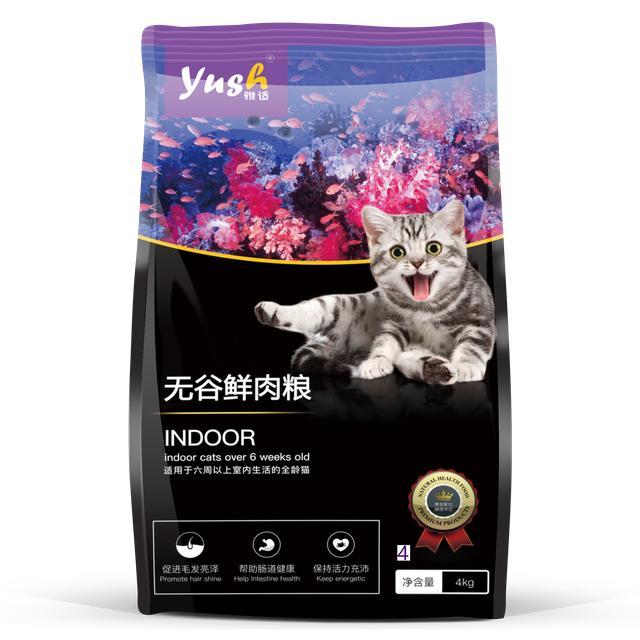 Yush®
雅适
无谷鲜肉粮
INDOOR
indoor cats over 6 weeks old
适用于六周以上室内生活的全龄猫
NATURAL HEALTH FOOD
PREMIUM PRODUCTS
促进毛发亮泽
Promote hair shine
帮助肠道健康
Help Intestine health
保持活力充沛
Keep energetic
4
净含量 4kg